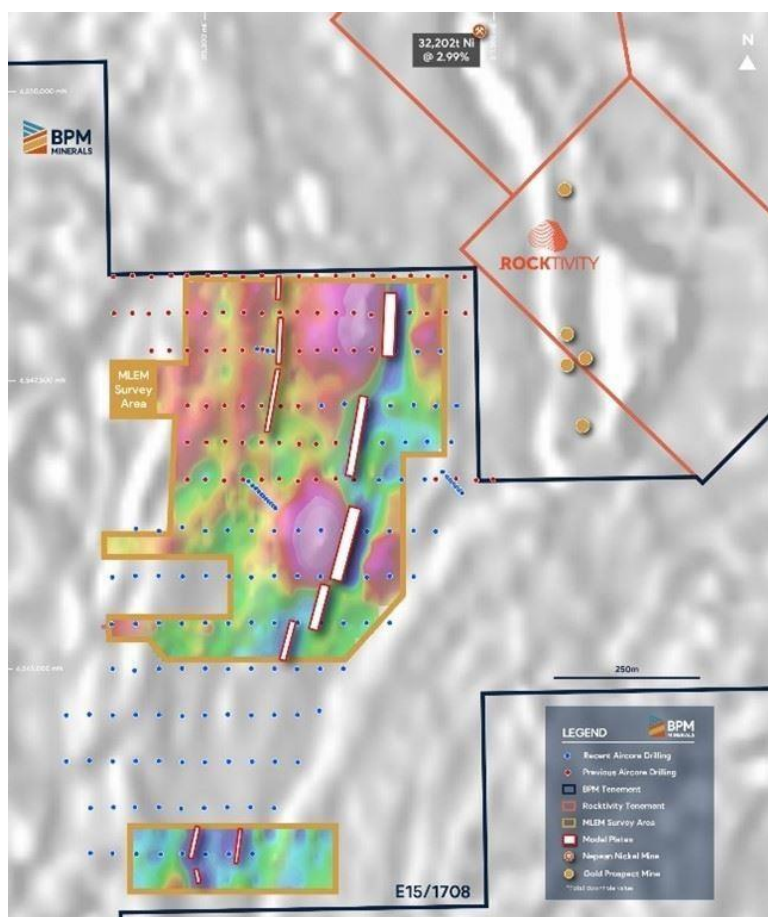 32,202t Ni
@ 2.99%
N
BPM
MINERALS
ROCKTIVITY
MLEM
Survey
Area
250m
LEGEND
BPM
MINERALS
Recent Aircore Drilling
Previous Aircore Drilling
BPM Tenement
Rocktivity Tenement
MLEM Survey Area
Model Plates
Nepean Nickel Mine
Gold Prospect Mine
E15/1708